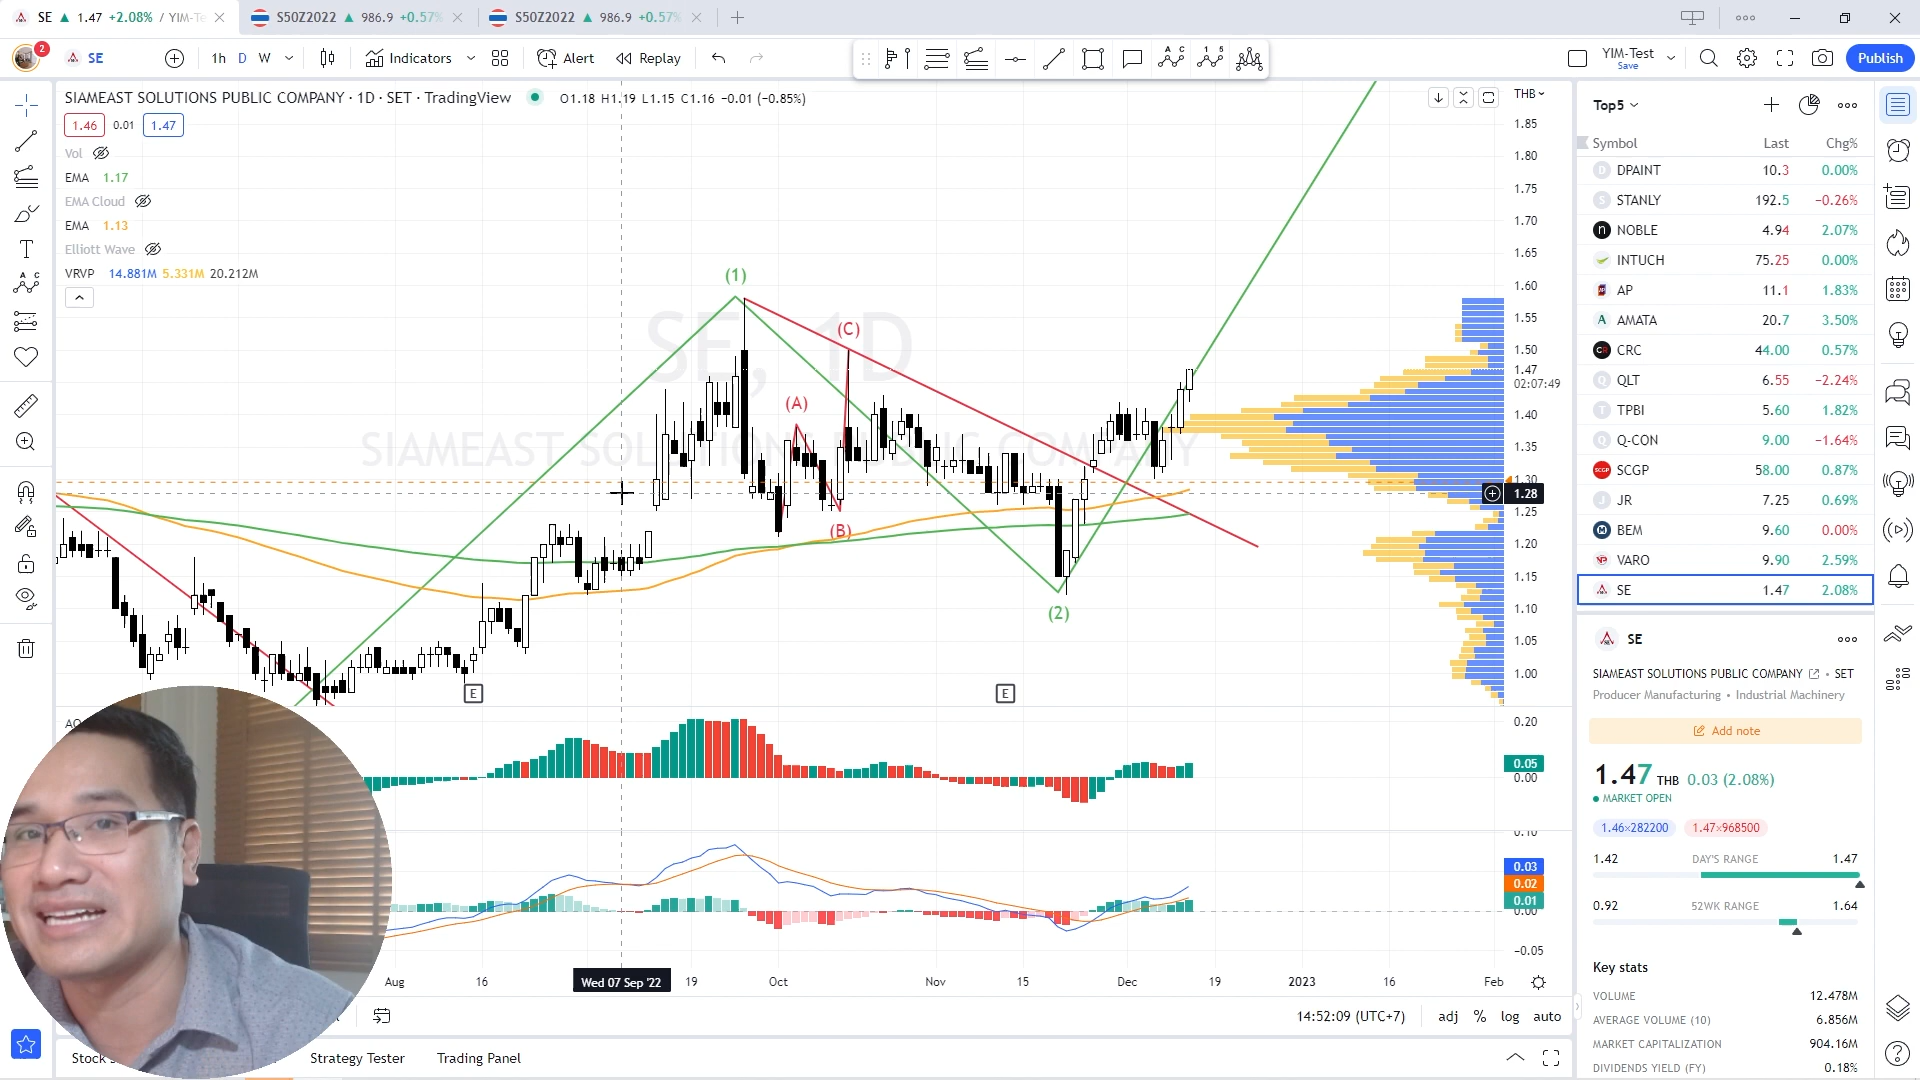 SE ▲ 1.47 +2.08% / YIM-Te
S50Z2022 ▲ 986.9 +0.57%
S50Z2022 ▲ 986.9 +0.57%
2
SE
1h D W
Indicators
Alert
Replay
YIM-Test
Save
Publish
SIAMEAST SOLUTIONS PUBLIC COMPANY · 1D · SET · TradingView
O1.18 H1.19 L1.15 C1.16 −0.01 (−0.85%)
THB
1.46 0.01 1.47
Vol
EMA 1.17
EMA Cloud
EMA 1.13
Elliott Wave
VRVP 14.881M 5.331M 20.212M
SE, 1D
SIAMEAST SOLUTIONS PUBLIC COMPANY
(1)
(C)
(A)
(B)
(2)
E
E
1.85
1.80
1.75
1.70
1.65
1.60
1.55
1.50
1.47
02:07:49
1.40
1.35
1.30
1.28
1.25
1.20
1.15
1.10
1.05
1.00
AO
0.20
0.05
0.00
0.10
0.03
0.02
0.01
0.00
−0.05
Aug 16 Wed 07 Sep '22 19 Oct Nov 15 Dec 19 2023 16 Feb
14:52:09 (UTC+7) adj % log auto
Stock
Strategy Tester
Trading Panel
Top5
Symbol Last Chg%
DPAINT 10.3 0.00%
STANLY 192.5 −0.26%
NOBLE 4.94 2.07%
INTUCH 75.25 0.00%
AP 11.1 1.83%
AMATA 20.7 3.50%
CRC 44.00 0.57%
QLT 6.55 −2.24%
TPBI 5.60 1.82%
Q-CON 9.00 −1.64%
SCGP 58.00 0.87%
JR 7.25 0.69%
BEM 9.60 0.00%
VARO 9.90 2.59%
SE 1.47 2.08%
SE
SIAMEAST SOLUTIONS PUBLIC COMPANY • SET
Producer Manufacturing • Industrial Machinery
Add note
1.47 THB 0.03 (2.08%)
MARKET OPEN
1.46×282200 1.47×968500
1.42 DAY'S RANGE 1.47
0.92 52WK RANGE 1.64
Key stats
VOLUME 12.478M
AVERAGE VOLUME (10) 6.856M
MARKET CAPITALIZATION 904.16M
DIVIDENDS YIELD (FY) 0.18%